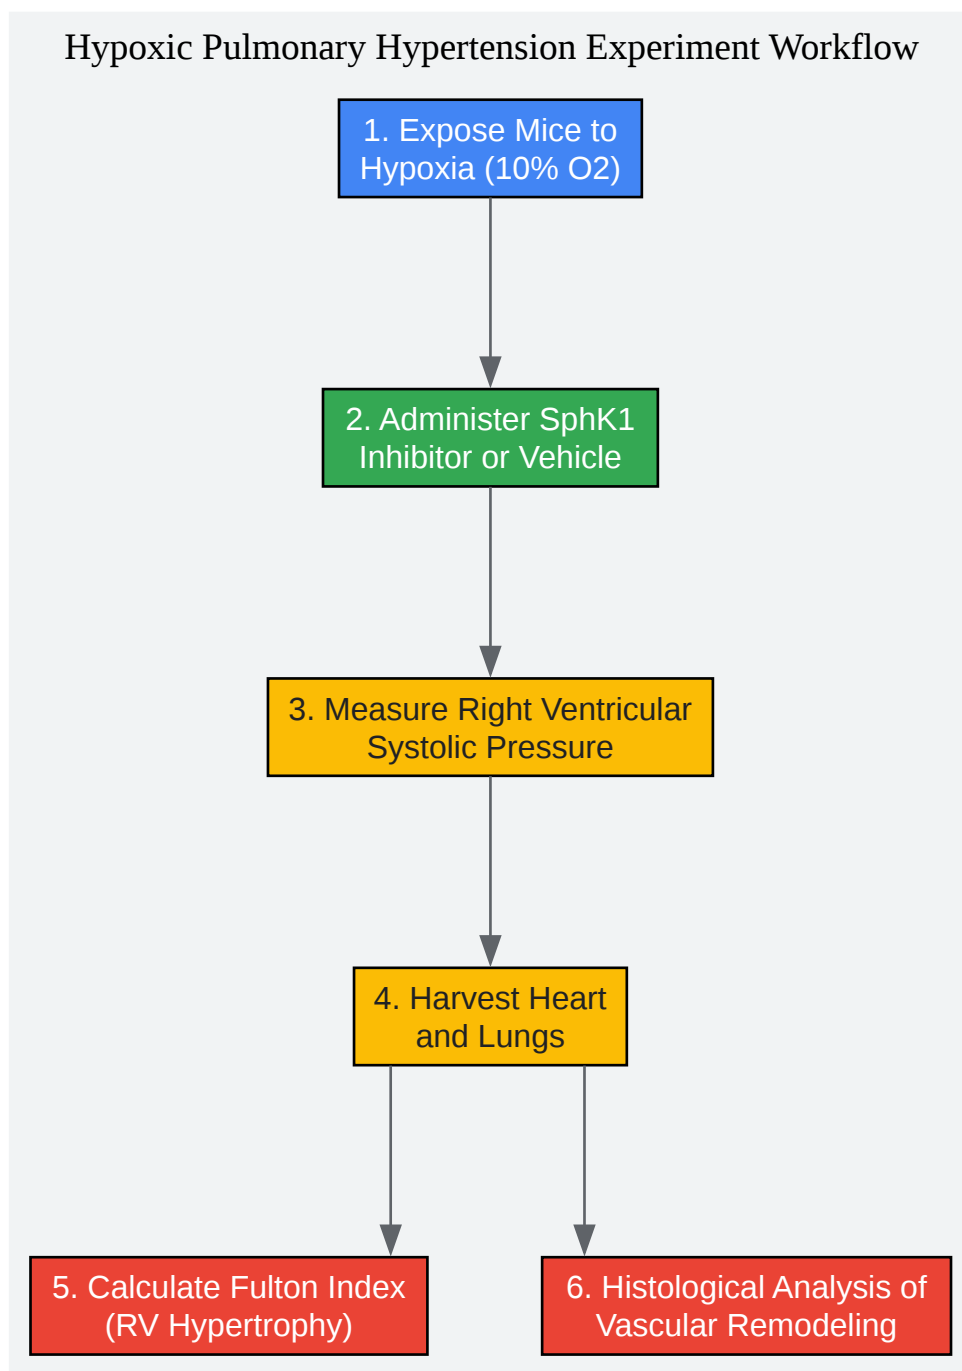 Hypoxic Pulmonary Hypertension Experiment Workflow
1. Expose Mice to
Hypoxia (10% O2)
2. Administer SphK1
Inhibitor or Vehicle
3. Measure Right Ventricular
Systolic Pressure
4. Harvest Heart
and Lungs
5. Calculate Fulton Index
(RV Hypertrophy)
6. Histological Analysis of
Vascular Remodeling